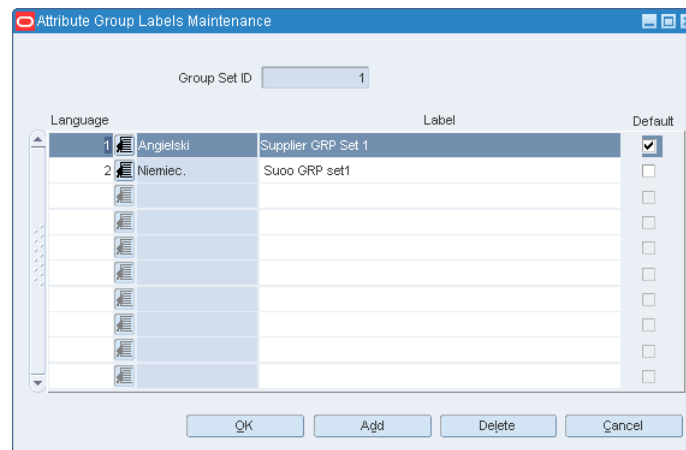 Attribute Group Labels Maintenance
Group Set ID 1
Language Label Default
1 Angielski Supplier GRP Set 1
2 Niemiec. Suoo GRP set1
OK Add Delete Cancel